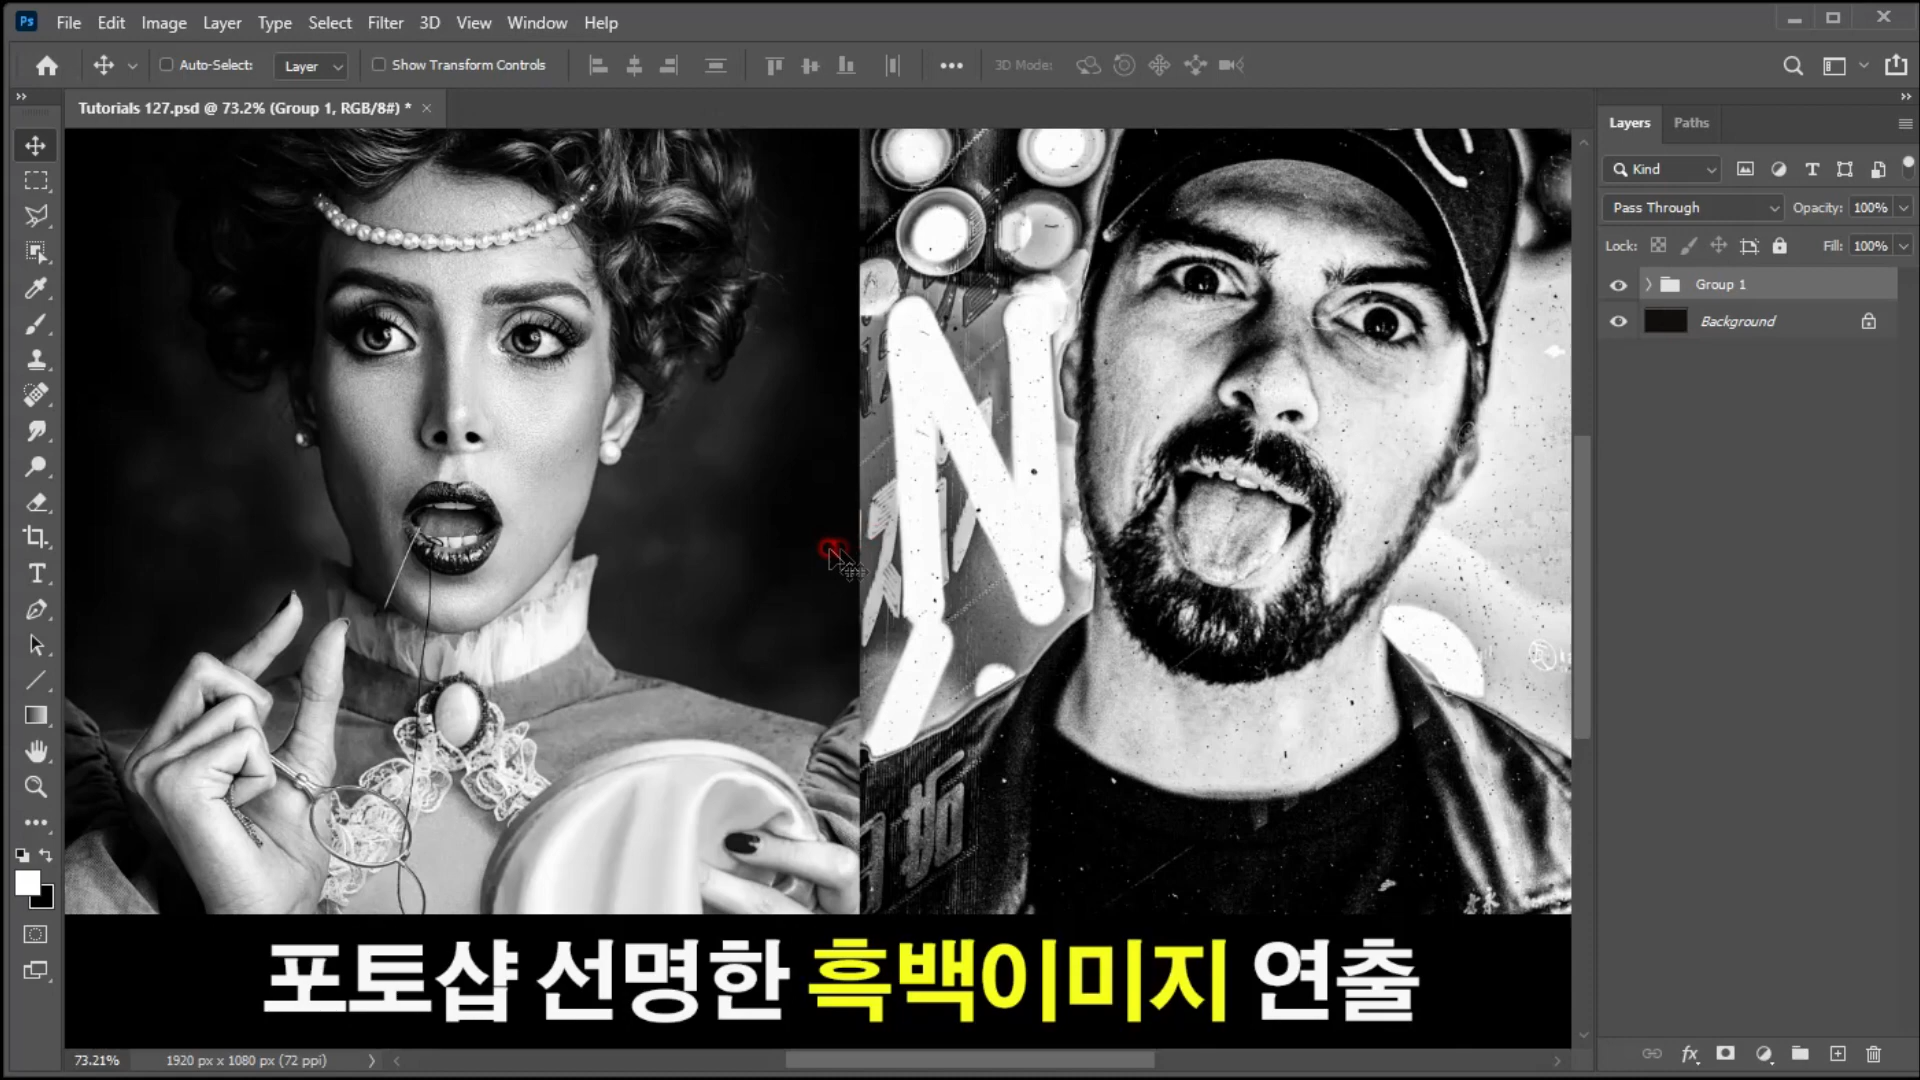 Ps File Edit Image Layer Type Select Filter 3D View Window Help
Auto-Select: Layer Show Transform Controls 3D Mode:
Tutorials 127.psd @ 73.2% (Group 1, RGB/8#) *
Layers Paths
Kind
Pass Through Opacity: 100%
Lock: Fill: 100%
Group 1
Background
N
포토샵 선명한 흑백이미지 연출
73.21% 1920 px x 1080 px (72 ppi)